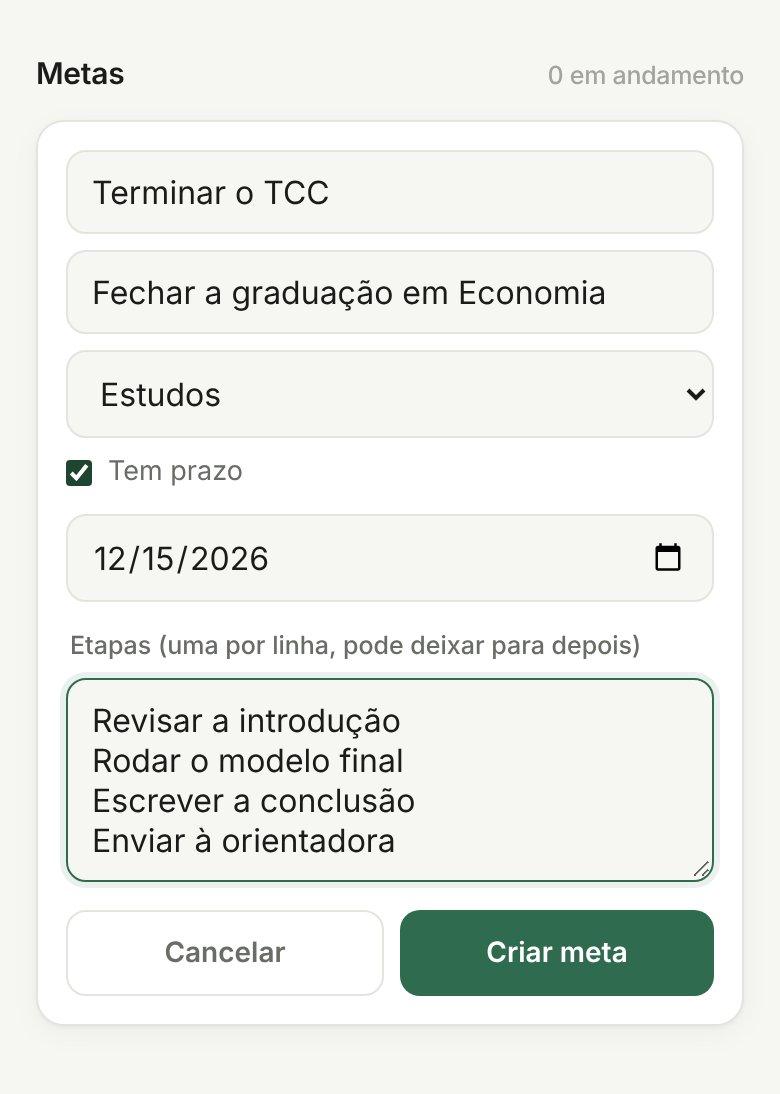 Metas
0 em andamento
Terminar o TCC
Fechar a graduação em Economia
Estudos
Tem prazo
12/15/2026
Etapas (uma por linha, pode deixar para depois)
Revisar a introdução
Rodar o modelo final
Escrever a conclusão
Enviar à orientadora
Cancelar
Criar meta